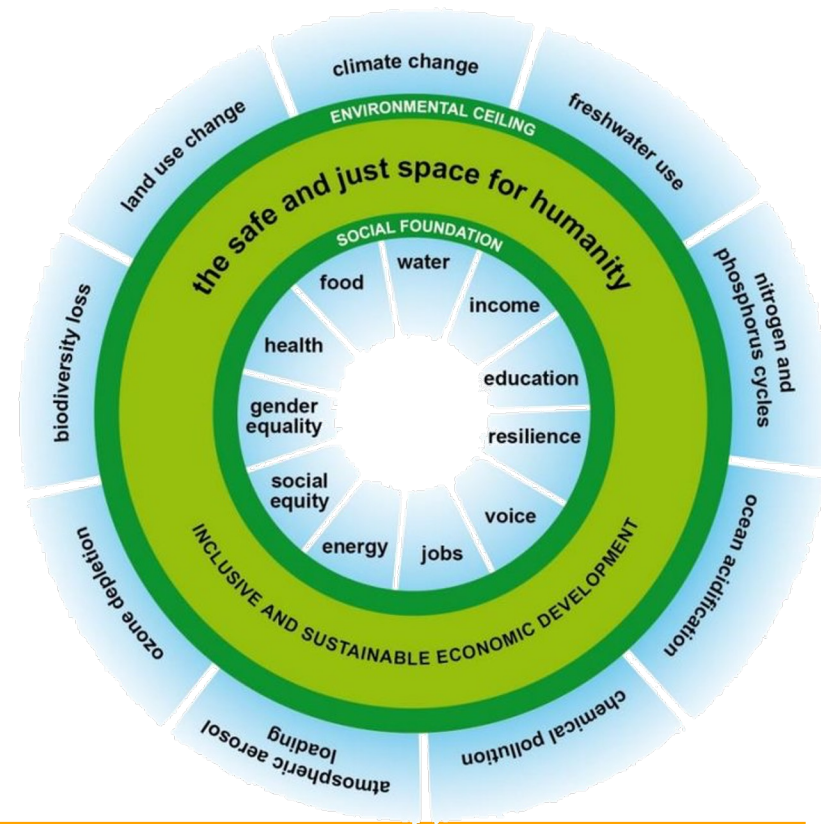 climate change
freshwater use
nitrogen and
phosphorus cycles
ocean acidification
chemical pollution
atmospheric aerosol
loading
ozone depletion
biodiversity loss
land use change
ENVIRONMENTAL CEILING
the safe and just space for humanity
SOCIAL FOUNDATION
water
income
education
resilience
voice
jobs
energy
social
equity
gender
equality
health
food
INCLUSIVE AND SUSTAINABLE ECONOMIC DEVELOPMENT